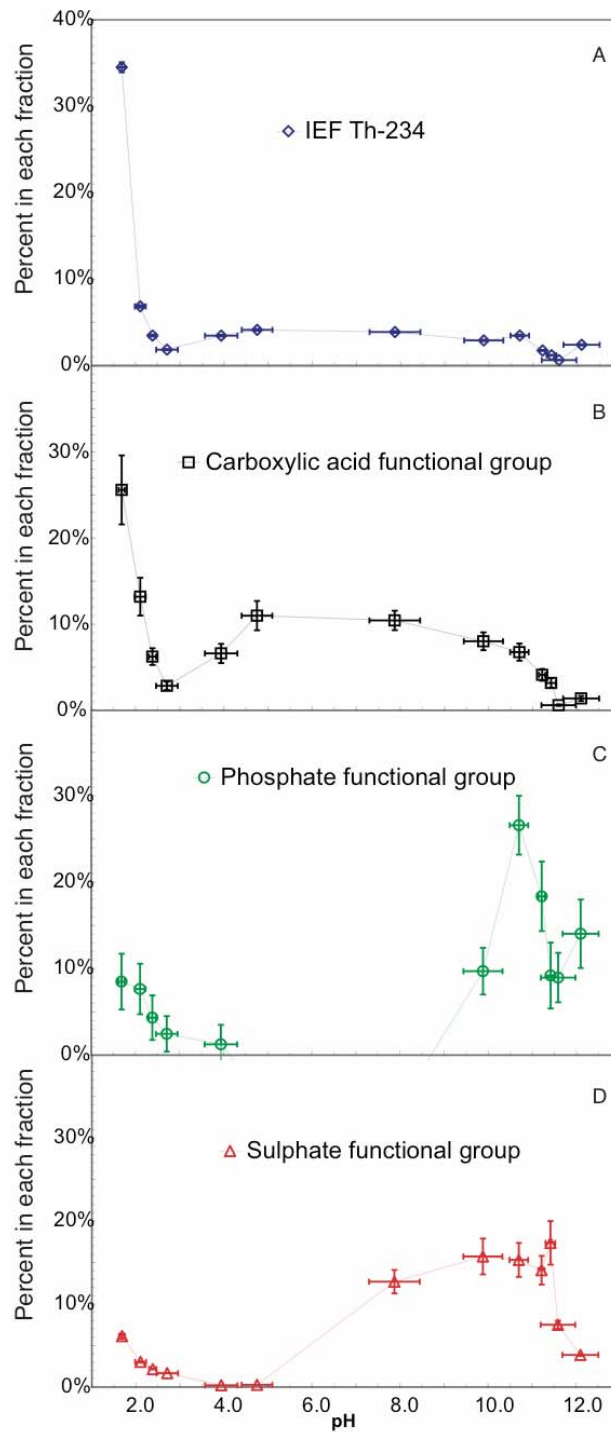 40%
A
30%
IEF Th-234
20%
10%
0%
Percent in each fraction
B
30%
Carboxylic acid functional group
20%
10%
0%
Percent in each fraction
C
30%
Phosphate functional group
20%
10%
0%
Percent in each fraction
D
30%
Sulphate functional group
20%
10%
0%
Percent in each fraction
2.0 4.0 6.0 8.0 10.0 12.0
pH